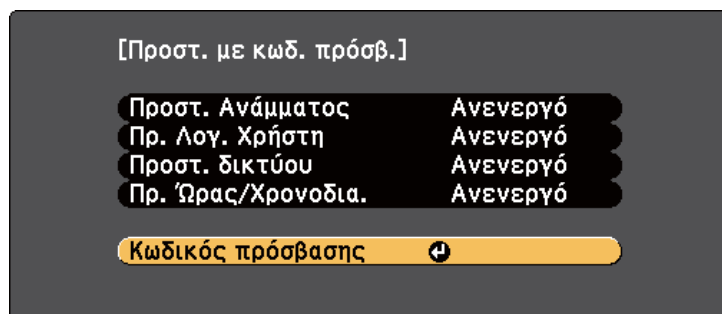 [Προστ. με κωδ. πρόσβ.]
Προστ. Ανάμματος Ανενεργό
Πρ. Λογ. Χρήστη Ανενεργό
Προστ. δικτύου Ανενεργό
Πρ. Ώρας/Χρονοδια. Ανενεργό
Κωδικός πρόσβασης